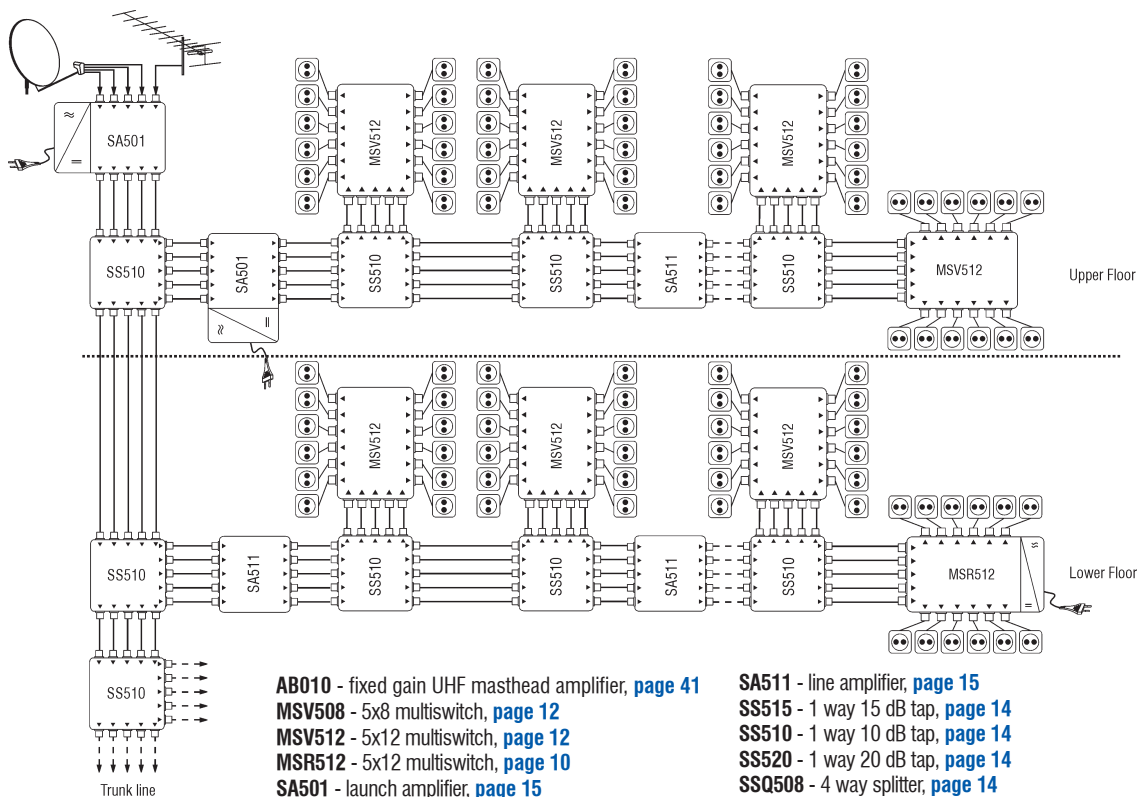 SA501
MSV512
MSV512
MSV512
SS510
SA501
SS510
SS510
SA511
SS510
MSV512
Upper Floor
MSV512
MSV512
MSV512
SS510
SA511
SS510
SS510
SA511
SS510
MSR512
Lower Floor
SS510
Trunk line
AB010 - fixed gain UHF masthead amplifier, page 41
MSV508 - 5x8 multiswitch, page 12
MSV512 - 5x12 multiswitch, page 12
MSR512 - 5x12 multiswitch, page 10
SA501 - launch amplifier, page 15
SA511 - line amplifier, page 15
SS515 - 1 way 15 dB tap, page 14
SS510 - 1 way 10 dB tap, page 14
SS520 - 1 way 20 dB tap, page 14
SSQ508 - 4 way splitter, page 14